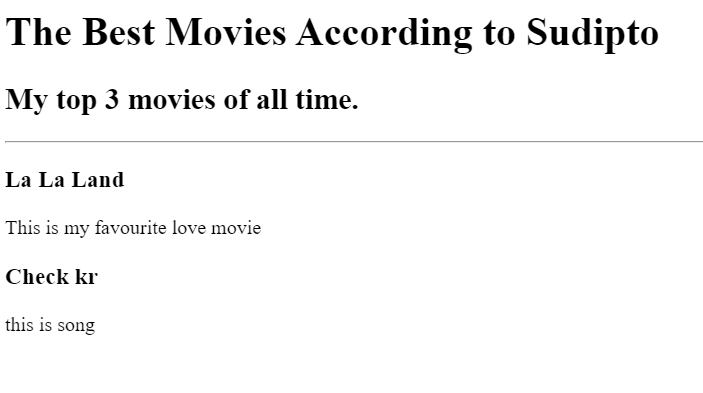 The Best Movies According to Sudipto
My top 3 movies of all time.
La La Land
This is my favourite love movie
Check kr
this is song